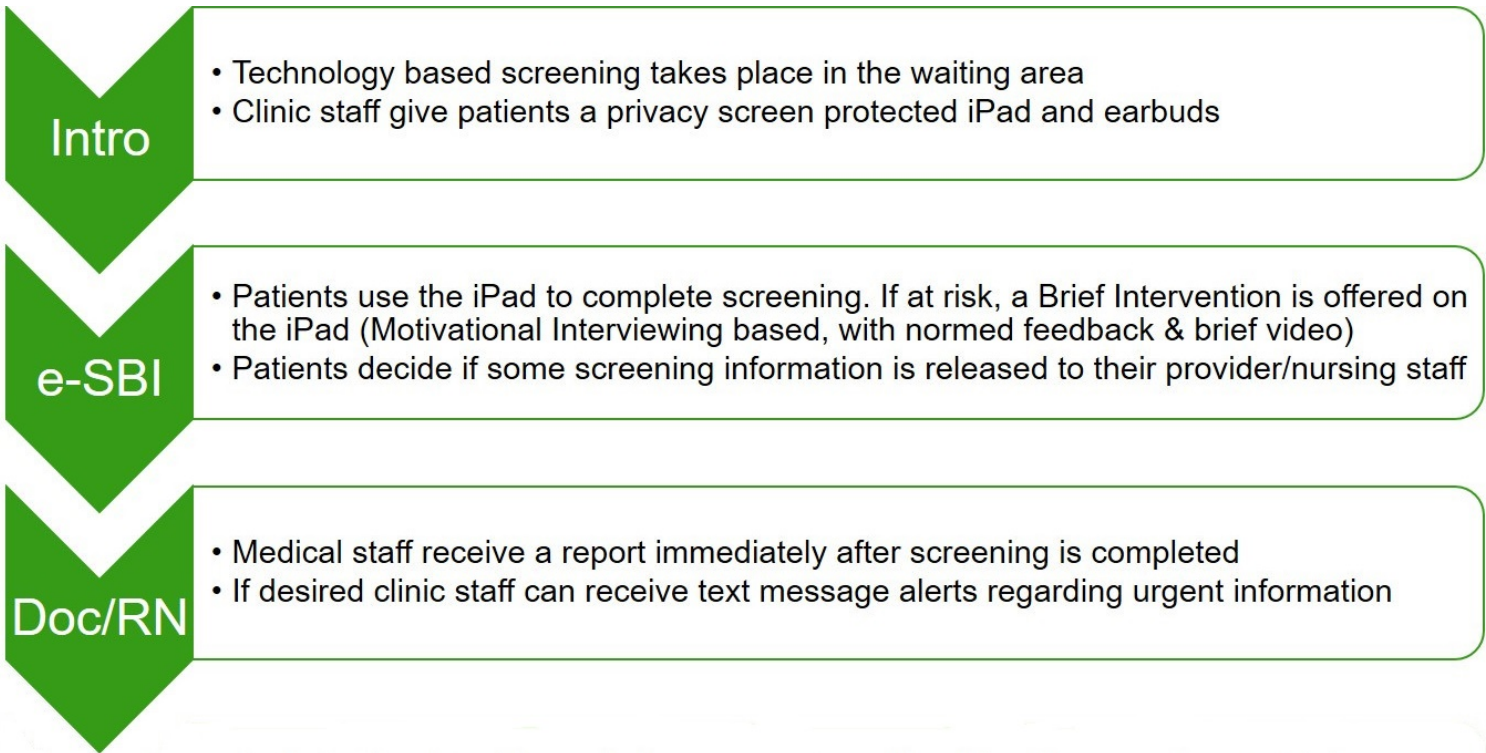 Intro
• Technology based screening takes place in the waiting area
• Clinic staff give patients a privacy screen protected iPad and earbuds
e-SBI
• Patients use the iPad to complete screening. If at risk, a Brief Intervention is offered on
the iPad (Motivational Interviewing based, with normed feedback & brief video)
• Patients decide if some screening information is released to their provider/nursing staff
Doc/RN
• Medical staff receive a report immediately after screening is completed
• If desired clinic staff can receive text message alerts regarding urgent information